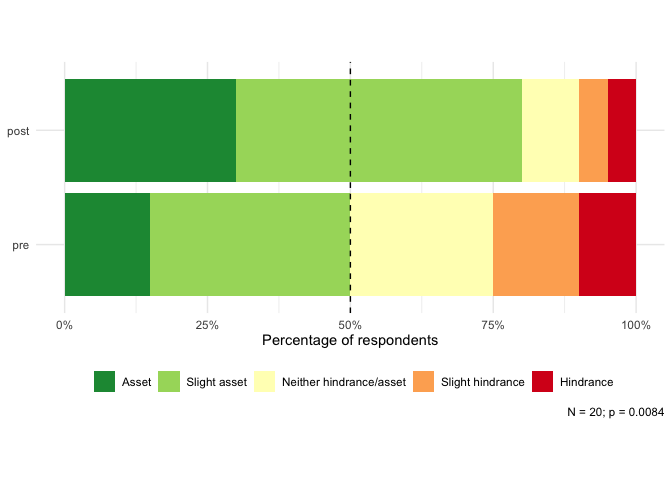 post
pre
0% 25% 50% 75% 100%
Percentage of respondents
Asset Slight asset Neither hindrance/asset Slight hindrance Hindrance
N = 20; p = 0.0084